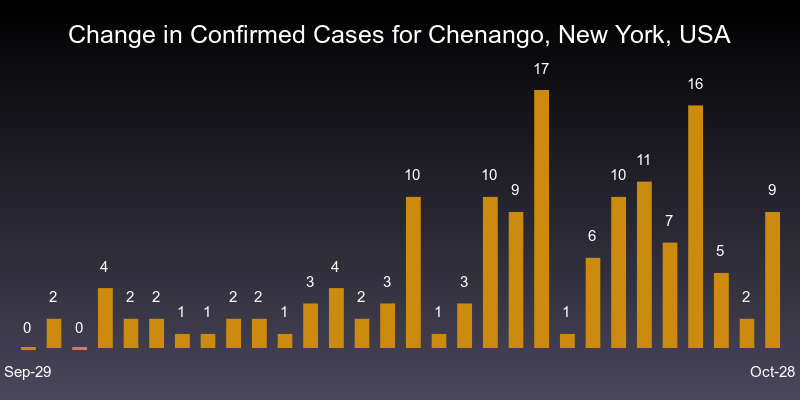 Change in Confirmed Cases for Chenango, New York, USA
0 2 0 4 2 2 1 1 2 2 1 3 4 2 3 10 1 3 10 9 17 1 6 10 11 7 16 5 2 9
Sep-29 Oct-28